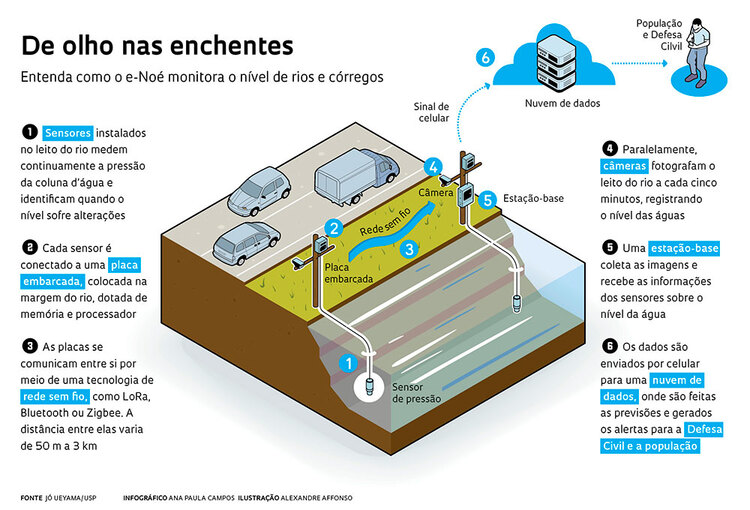 De olho nas enchentes
Entenda como o e-Noé monitora o nível de rios e córregos
1 Sensores instalados
no leito do rio medem
continuamente a pressão
da coluna d'água e
identificam quando o
nível sofre alterações
2 Cada sensor é
conectado a uma placa
embarcada, colocada na
margem do rio, dotada de
memória e processador
3 As placas se
comunicam entre si por
meio de uma tecnologia de
rede sem fio, como LoRa,
Bluetooth ou Zigbee. A
distância entre elas varia
de 50 m a 3 km
População
e Defesa
Cilvil
6
Nuvem de dados
Sinal de
celular
4
Câmera
5
Estação-base
2
Rede sem fio
3
Placa
embarcada
1
Sensor
de pressão
4 Paralelamente,
câmeras fotografam o
leito do rio a cada cinco
minutos, registrando
o nível das águas
5 Uma estação-base
coleta as imagens e
recebe as informações
dos sensores sobre o
nível da água
6 Os dados são
enviados por celular
para uma nuvem de
dados, onde são feitas
as previsões e gerados
os alertas para a Defesa
Civil e a população
FONTE JÓ UEYAMA/USP INFOGRÁFICO ANA PAULA CAMPOS ILUSTRAÇÃO ALEXANDRE AFFONSO